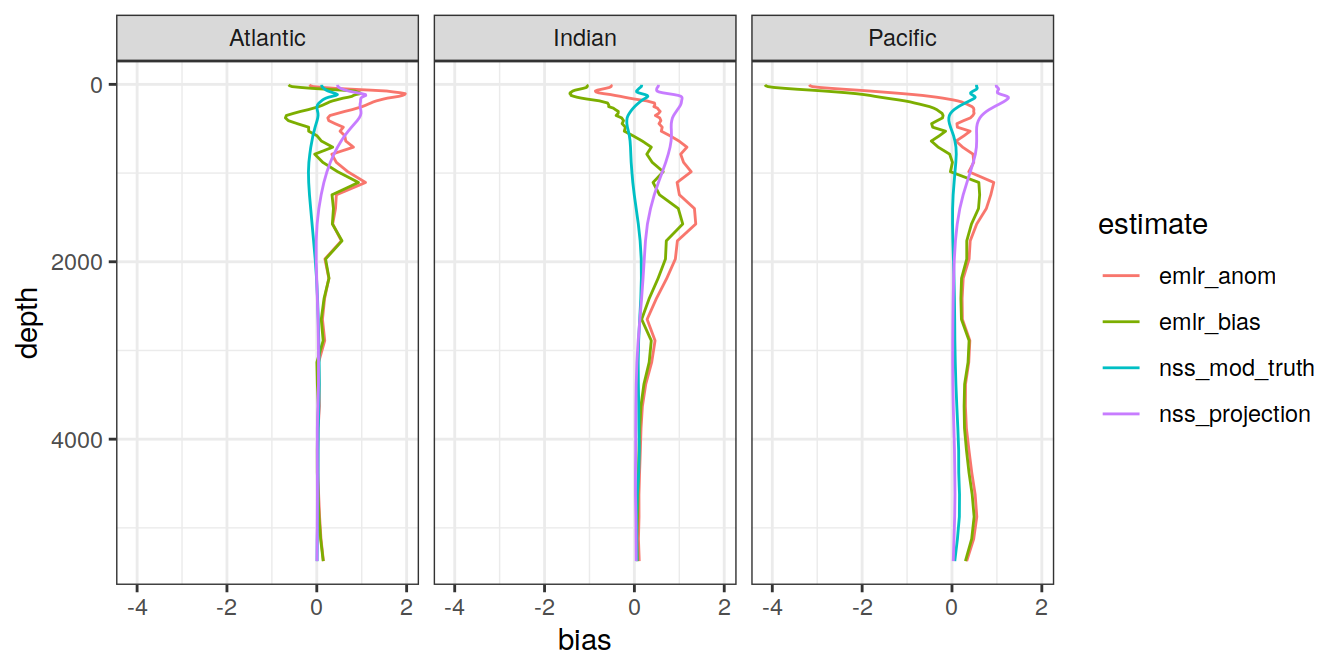 Atlantic Indian Pacific
0
2000
4000
depth
-4 -2 0 2 -4 -2 0 2 -4 -2 0 2
bias
estimate
emlr_anom
emlr_bias
nss_mod_truth
nss_projection